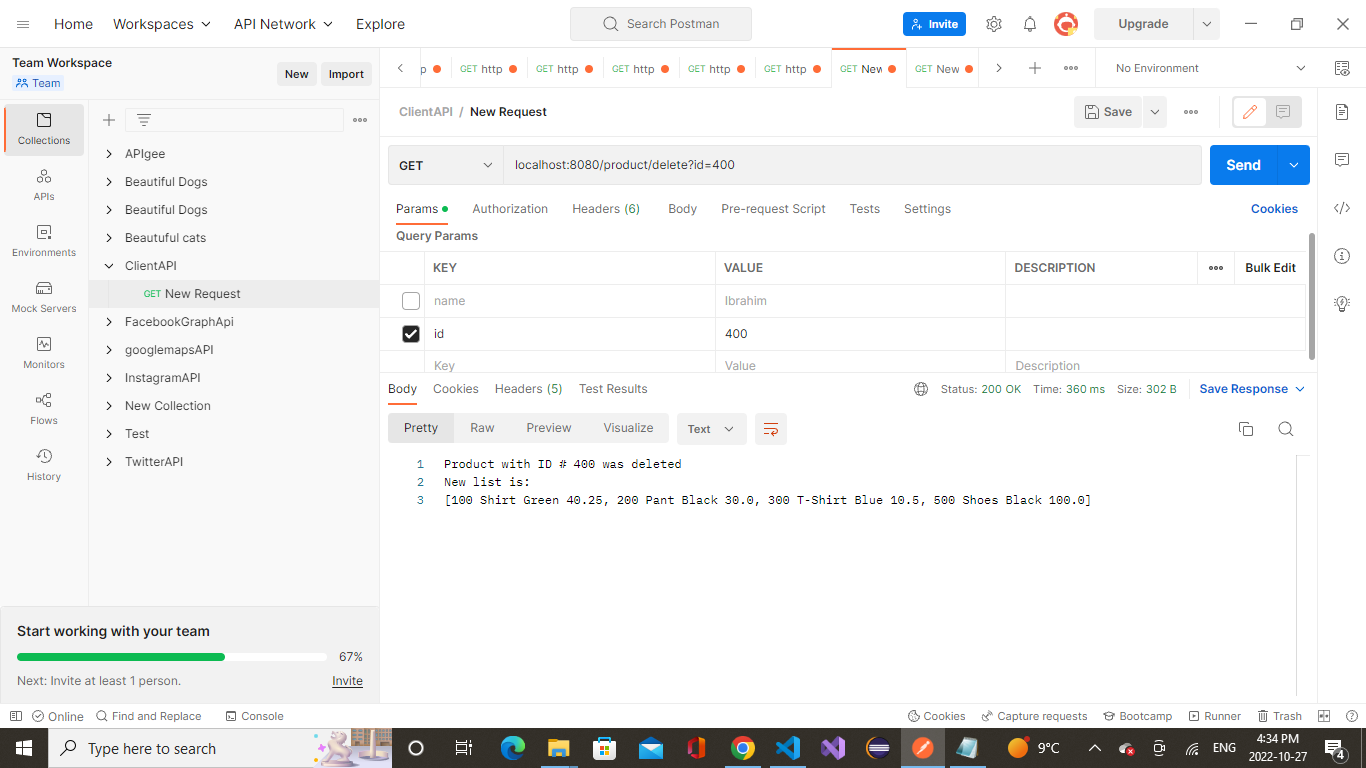 Home Workspaces API Network Explore Search Postman Invite Upgrade
Team Workspace
Team
New Import
GET http GET http GET http GET http GET http GET New GET New No Environment
Collections
APIs
Environments
Mock Servers
Monitors
Flows
History
APIgee
Beautiful Dogs
Beautiful Dogs
Beautuful cats
ClientAPI
GET New Request
FacebookGraphApi
googlemapsAPI
InstagramAPI
New Collection
Test
TwitterAPI
Start working with your team
67%
Next: Invite at least 1 person. Invite
ClientAPI / New Request Save
GET localhost:8080/product/delete?id=400 Send
Params Authorization Headers (6) Body Pre-request Script Tests Settings Cookies
Query Params
KEY VALUE DESCRIPTION Bulk Edit
name Ibrahim
id 400
Key Value Description
Body Cookies Headers (5) Test Results Status: 200 OK Time: 360 ms Size: 302 B Save Response
Pretty Raw Preview Visualize Text
1 Product with ID # 400 was deleted
2 New list is:
3 [100 Shirt Green 40.25, 200 Pant Black 30.0, 300 T-Shirt Blue 10.5, 500 Shoes Black 100.0]
Online Find and Replace Console Cookies Capture requests Bootcamp Runner Trash
Type here to search 9°C ENG 4:34 PM
2022-10-27
4